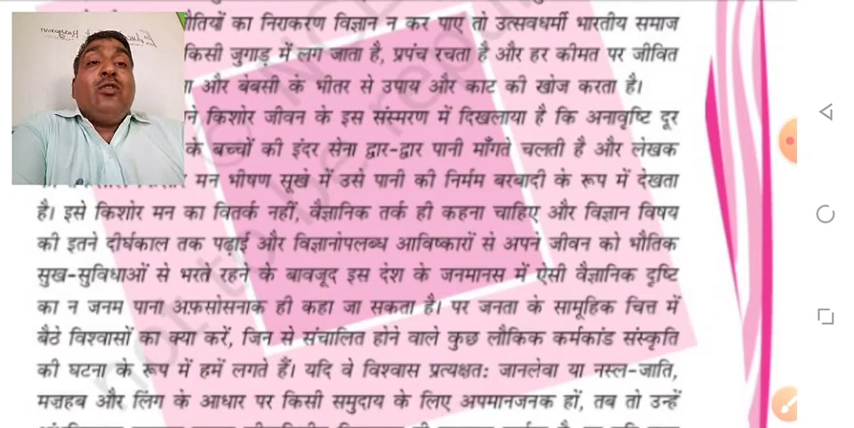 तियों का निराकरण विज्ञान न कर पाए तो उत्सवधर्मी भारतीय समाज
किसी जुगाड़ में लग जाता है, प्रपंच रचता है और हर कीमत पर जीवित
और बेबसी के भीतर से उपाय और काट की खोज करता है।
ने किशोर जीवन के इस संस्मरण में दिखलाया है कि अनावृष्टि दूर
के बच्चों की इंदर सेना द्वार-द्वार पानी माँगते चलती है और लेखक
मन भीषण सूखे में उसे पानी की निर्मम बरबादी के रूप में देखता
है। इसे किशोर मन का वितर्क नहीं, वैज्ञानिक तर्क ही कहना चाहिए और विज्ञान विषय
की इतने दीर्घकाल तक पढ़ाई और विज्ञानोपलब्ध आविष्कारों से अपने जीवन को भौतिक
सुख-सुविधाओं से भरते रहने के बावजूद इस देश के जनमानस में ऐसी वैज्ञानिक दृष्टि
का न जनम पाना अफ़सोसनाक ही कहा जा सकता है। पर जनता के सामूहिक चित्त में
बैठे विश्वासों का क्या करें, जिन से संचालित होने वाले कुछ लौकिक कर्मकांड संस्कृति
की घटना के रूप में हमें लगते हैं। यदि वे विश्वास प्रत्यक्षत: जानलेवा या नस्ल-जाति,
मज़हब और लिंग के आधार पर किसी समुदाय के लिए अपमानजनक हों, तब तो उन्हें